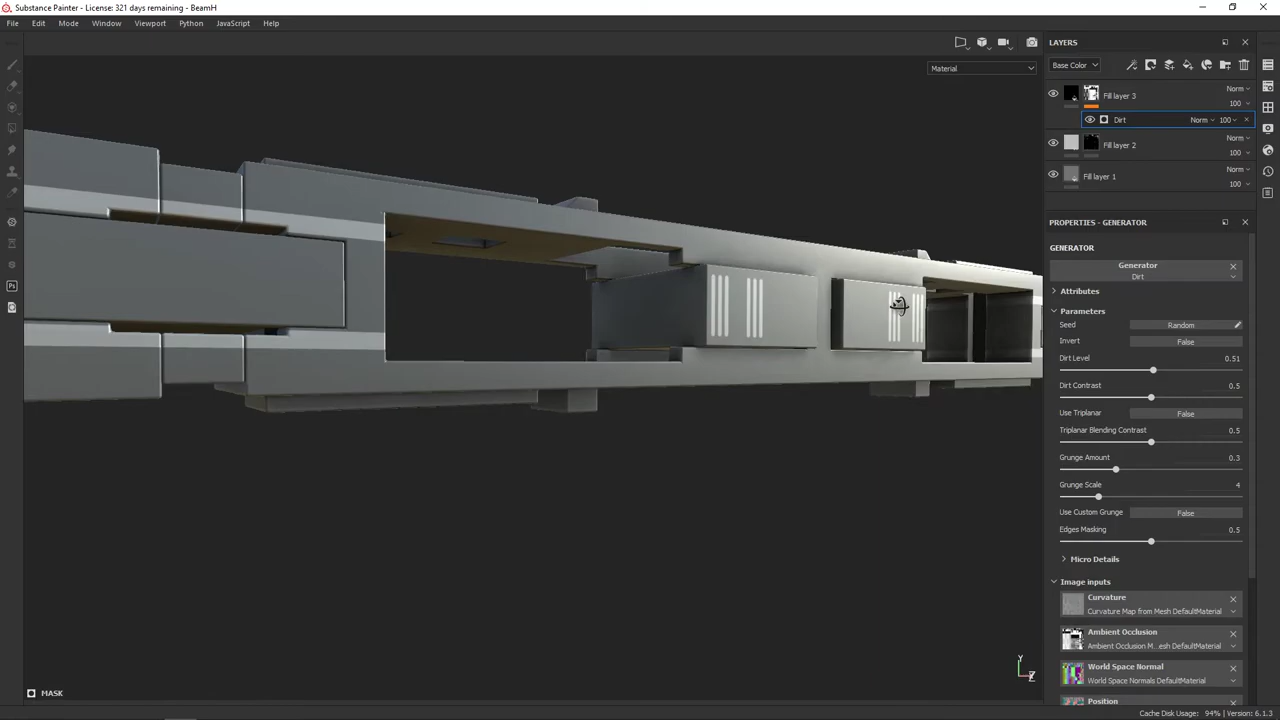 Substance Painter - License: 321 days remaining - BeamH
File Edit Mode Window Viewport Python JavaScript Help
Material
LAYERS
Base Color
Norm
Fill layer 3
100
Dirt Norm 100
Norm
Fill layer 2
100
Norm
Fill layer 1
100
PROPERTIES - GENERATOR
GENERATOR
Generator
Dirt
Attributes
Parameters
Seed Random
Invert False
Dirt Level 0.51
Dirt Contrast 0.5
Use Triplanar False
Triplanar Blending Contrast 0.5
Grunge Amount 0.3
Grunge Scale 4
Use Custom Grunge False
Edges Masking 0.5
Micro Details
Image inputs
Curvature
Curvature Map from Mesh DefaultMaterial
Ambient Occlusion
Ambient Occlusion M...esh DefaultMaterial
World Space Normal
World Space Normals DefaultMaterial
Position
Ps
Y
Z
MASK
Cache Disk Usage: 94% | Version: 6.1.3